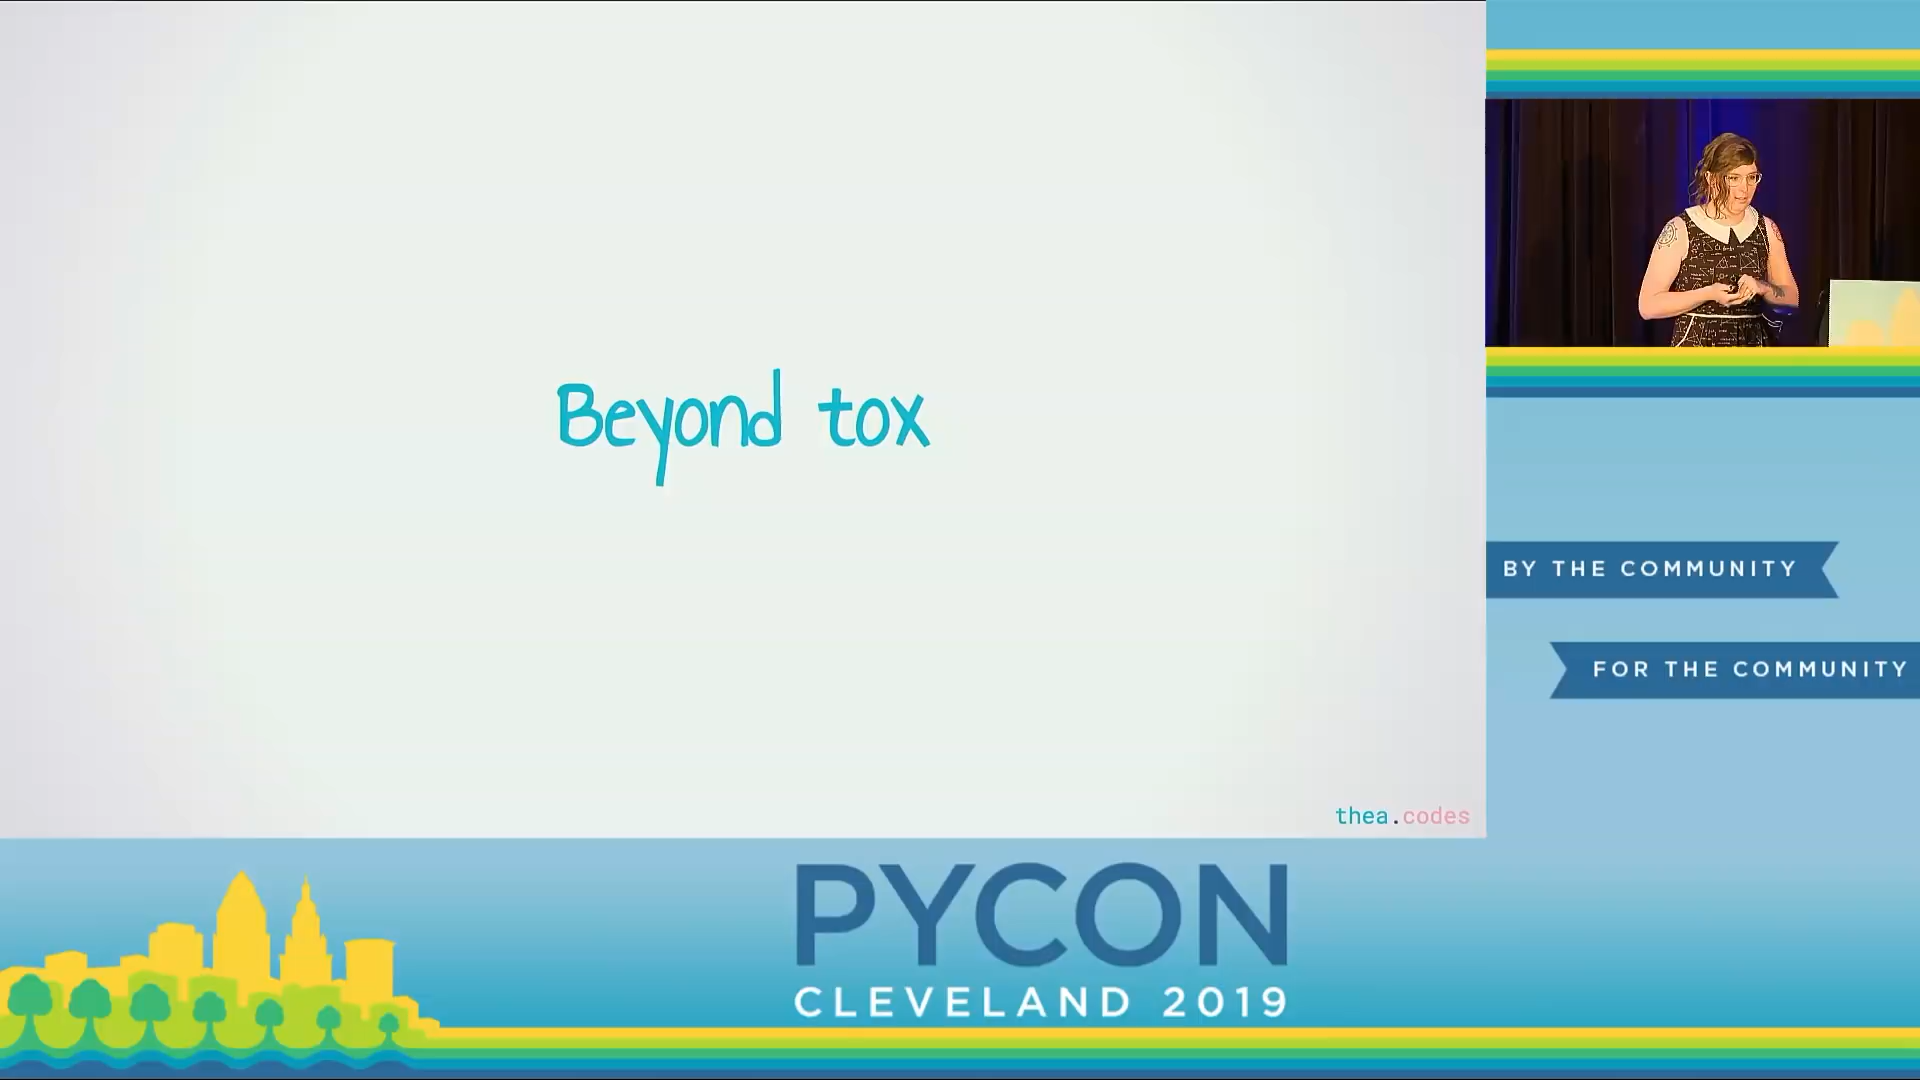 Beyond tox
thea.codes
BY THE COMMUNITY
FOR THE COMMUNITY
PYCON
CLEVELAND 2019